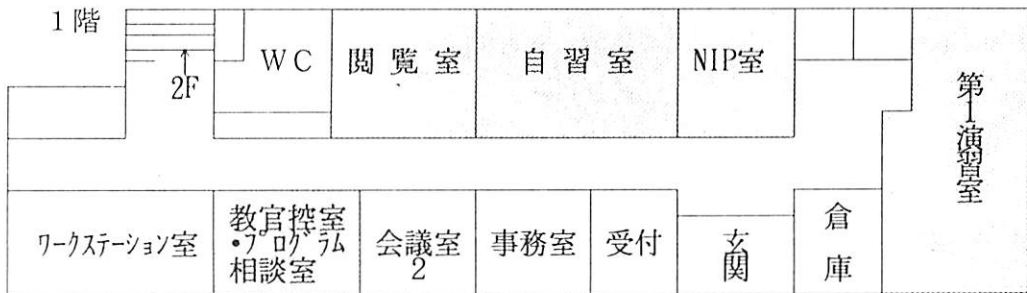 1階
2F
WC
閲覧室
自習室
NIP室
第1演習室
ワークステーション室
教官控室
・プログラム
相談室
会議室
2
事務室
受付
玄関
倉庫